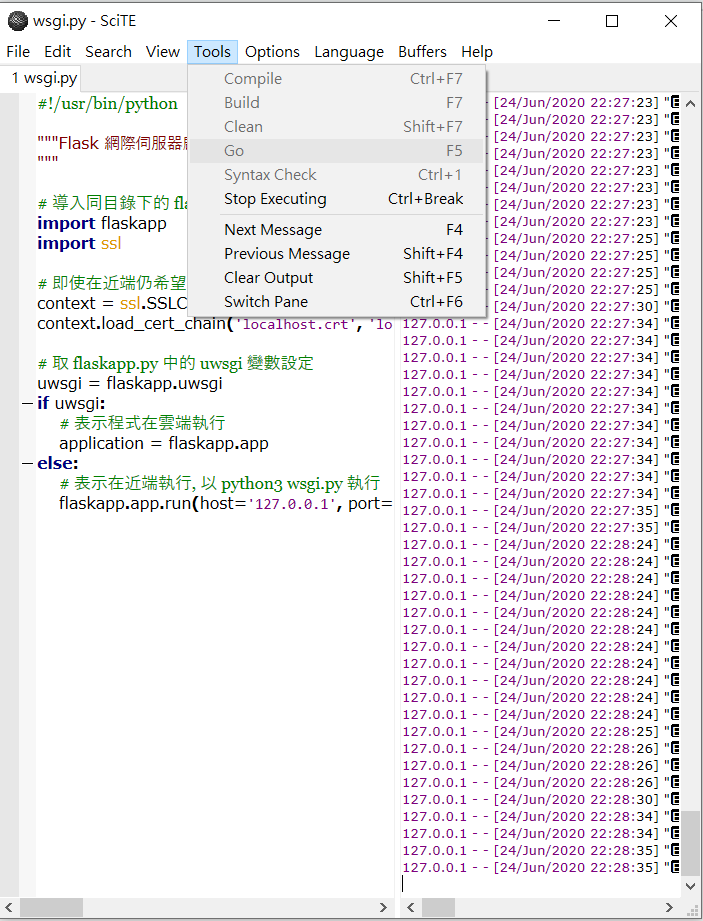 wsgi.py - SciTE
File Edit Search View Tools Options Language Buffers Help
1 wsgi.py
Compile Ctrl+F7
Build F7
Clean Shift+F7
Go F5
Syntax Check Ctrl+1
Stop Executing Ctrl+Break
Next Message F4
Previous Message Shift+F4
Clear Output Shift+F5
Switch Pane Ctrl+F6
#!/usr/bin/python
"""Flask 網際伺服器
"""
# 導入同目錄下的
import flaskapp
import ssl
# 即使在近端仍希望
context = ssl.SSLC
context.load_cert_chain('localhost.crt', 'lo
# 取 flaskapp.py 中的 uwsgi 變數設定
uwsgi = flaskapp.uwsgi
if uwsgi:
# 表示程式在雲端執行
application = flaskapp.app
else:
# 表示在近端執行, 以 python3 wsgi.py 執行
flaskapp.app.run(host='127.0.0.1', port=
- [24/Jun/2020 22:27:23] "
- [24/Jun/2020 22:27:23] "
- [24/Jun/2020 22:27:23] "
- [24/Jun/2020 22:27:23] "
- [24/Jun/2020 22:27:23] "
- [24/Jun/2020 22:27:23] "
- [24/Jun/2020 22:27:23] "
- [24/Jun/2020 22:27:23] "
- [24/Jun/2020 22:27:25] "
- [24/Jun/2020 22:27:25] "
- [24/Jun/2020 22:27:25] "
- [24/Jun/2020 22:27:25] "
- [24/Jun/2020 22:27:30] "
127.0.0.1 - - [24/Jun/2020 22:27:34] "
127.0.0.1 - - [24/Jun/2020 22:27:34] "
127.0.0.1 - - [24/Jun/2020 22:27:34] "
127.0.0.1 - - [24/Jun/2020 22:27:34] "
127.0.0.1 - - [24/Jun/2020 22:27:34] "
127.0.0.1 - - [24/Jun/2020 22:27:34] "
127.0.0.1 - - [24/Jun/2020 22:27:34] "
127.0.0.1 - - [24/Jun/2020 22:27:34] "
127.0.0.1 - - [24/Jun/2020 22:27:34] "
127.0.0.1 - - [24/Jun/2020 22:27:34] "
127.0.0.1 - - [24/Jun/2020 22:27:34] "
127.0.0.1 - - [24/Jun/2020 22:27:35] "
127.0.0.1 - - [24/Jun/2020 22:27:35] "
127.0.0.1 - - [24/Jun/2020 22:28:24] "
127.0.0.1 - - [24/Jun/2020 22:28:24] "
127.0.0.1 - - [24/Jun/2020 22:28:24] "
127.0.0.1 - - [24/Jun/2020 22:28:24] "
127.0.0.1 - - [24/Jun/2020 22:28:24] "
127.0.0.1 - - [24/Jun/2020 22:28:24] "
127.0.0.1 - - [24/Jun/2020 22:28:24] "
127.0.0.1 - - [24/Jun/2020 22:28:24] "
127.0.0.1 - - [24/Jun/2020 22:28:24] "
127.0.0.1 - - [24/Jun/2020 22:28:24] "
127.0.0.1 - - [24/Jun/2020 22:28:24] "
127.0.0.1 - - [24/Jun/2020 22:28:25] "
127.0.0.1 - - [24/Jun/2020 22:28:26] "
127.0.0.1 - - [24/Jun/2020 22:28:26] "
127.0.0.1 - - [24/Jun/2020 22:28:26] "
127.0.0.1 - - [24/Jun/2020 22:28:30] "
127.0.0.1 - - [24/Jun/2020 22:28:34] "
127.0.0.1 - - [24/Jun/2020 22:28:34] "
127.0.0.1 - - [24/Jun/2020 22:28:35] "
127.0.0.1 - - [24/Jun/2020 22:28:35] "